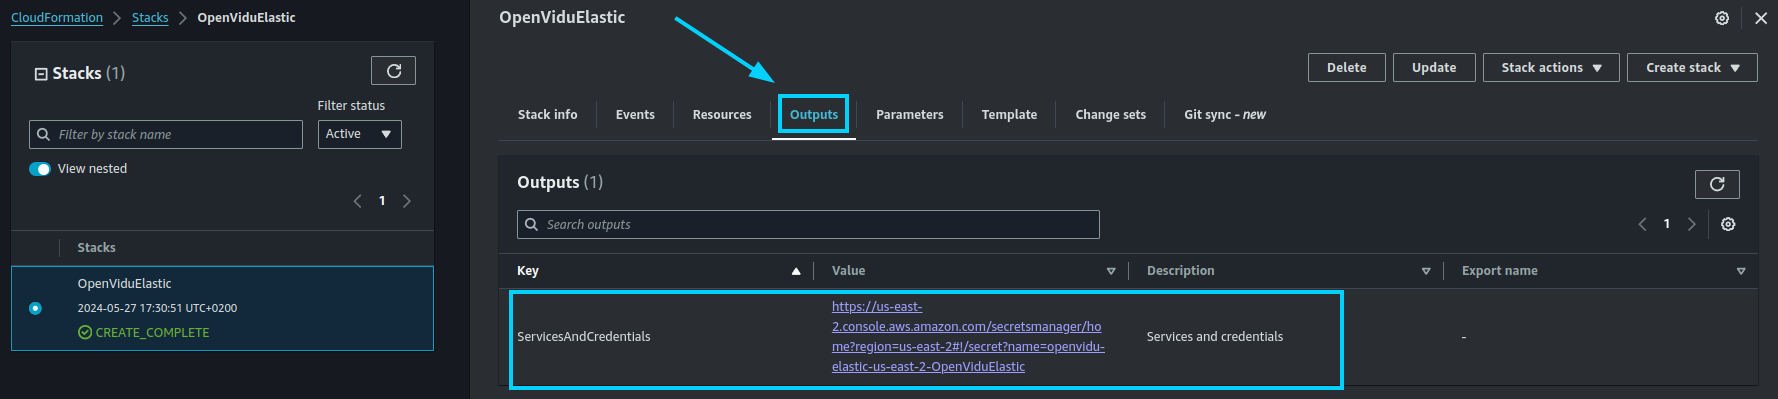 CloudFormation > Stacks > OpenViduElastic
Stacks (1)
Filter status
Filter by stack name
Active
View nested
1
Stacks
OpenViduElastic
2024-05-27 17:30:51 UTC+0200
CREATE_COMPLETE
OpenViduElastic
Delete Update Stack actions Create stack
Stack info Events Resources Outputs Parameters Template Change sets Git sync - new
Outputs (1)
Search outputs
1
Key Value Description Export name
ServicesAndCredentials
https://us-east-
2.console.aws.amazon.com/secretsmanager/ho
me?region=us-east-2#!/secret?name=openvidu-
elastic-us-east-2-OpenViduElastic
Services and credentials
-